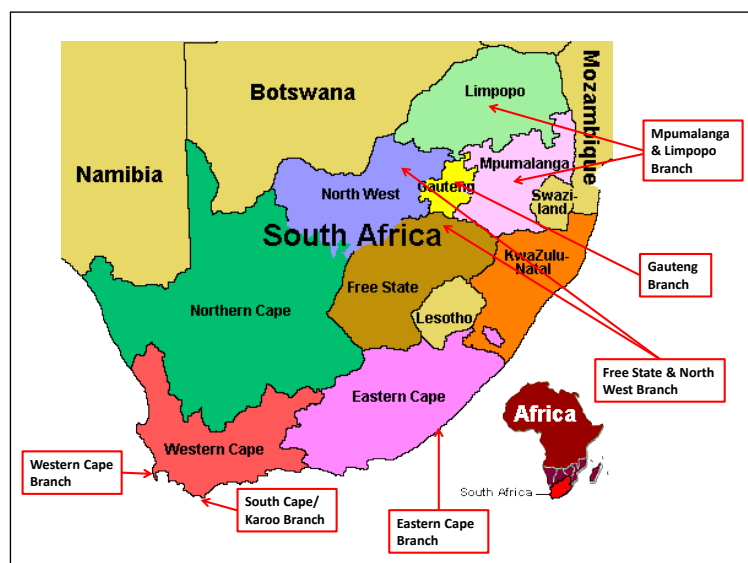 Botswana
Limpopo
Mozambique
Mpumalanga
& Limpopo
Branch
Namibia
Mpumalanga
North West
Gauteng
Swazi-
land
South Africa
KwaZulu-
Natal
Gauteng
Branch
Free State
Northern Cape
Lesotho
Free State & North
West Branch
Eastern Cape
Africa
Western Cape
Western Cape
Branch
South Africa
South Cape/
Karoo Branch
Eastern Cape
Branch